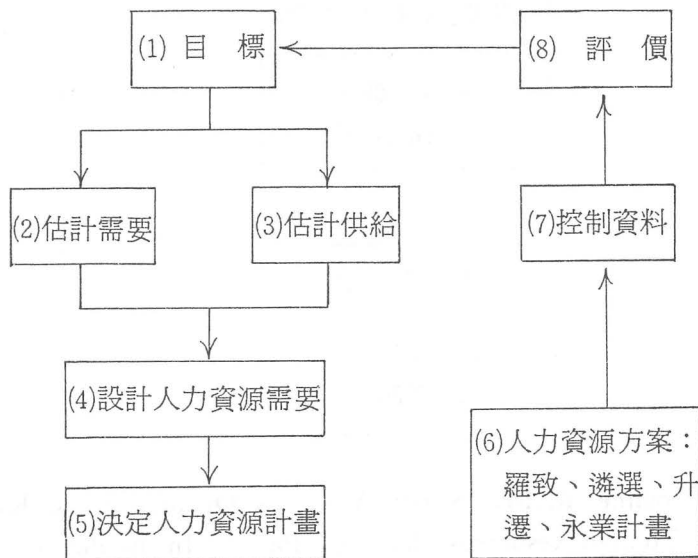 (1) 目　標
(8)　評　價
(2)估計需要
(3)估計供給
(7)控制資料
(4)設計人力資源需要
(6)人力資源方案：
羅致、遴選、升
遷、永業計畫
(5)決定人力資源計畫